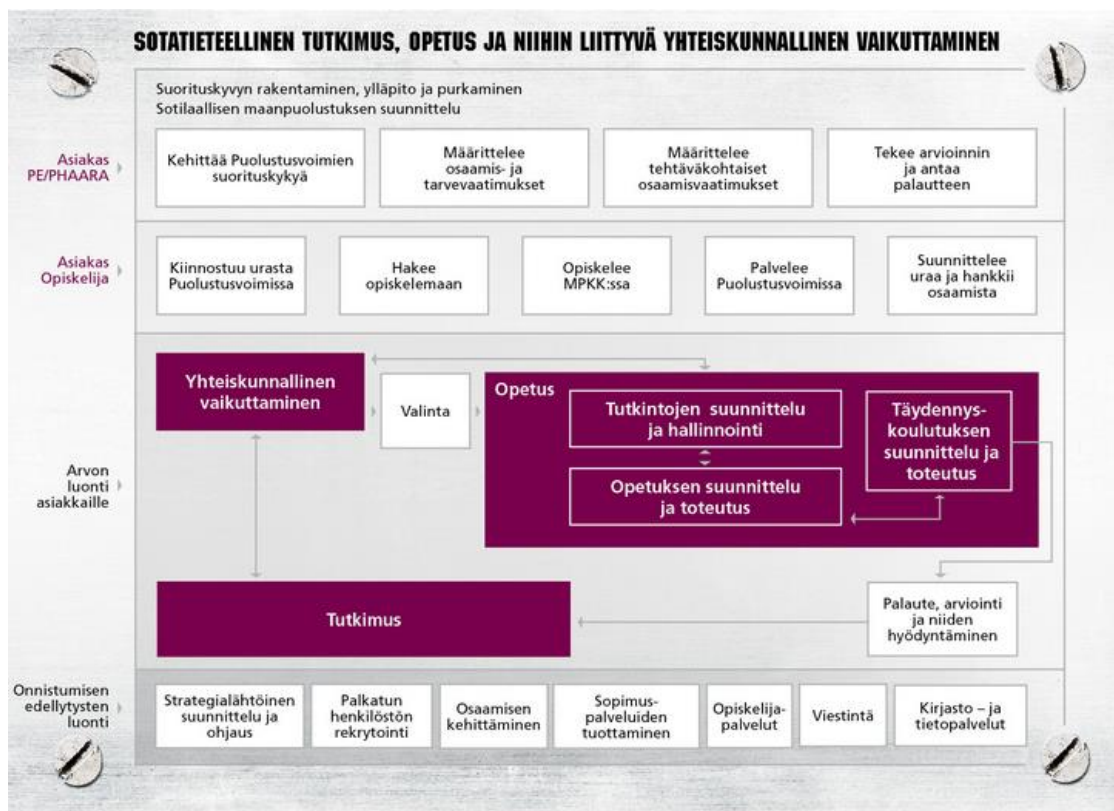 SOTATIETEELLINEN TUTKIMUS, OPETUS JA NIIHIN LIITTYVÄ YHTEISKUNNALLINEN VAIKUTTAMINEN
Suorituskyvyn rakentaminen, ylläpito ja purkaminen
Sotilaallisen maanpuolustuksen suunnittelu
Asiakas
PE/PHAARA
Kehittää Puolustusvoimien
suorituskykyä
Määrittelee
osaamis- ja
tarvevaatimukset
Määrittelee
tehtäväkohtaiset
osaamisvaatimukset
Tekee arvioinnin
ja antaa
palautteen
Asiakas
Opiskelija
Kiinnostuu urasta
Puolustusvoimissa
Hakee
opiskelemaan
Opiskelee
MPKK:ssa
Palvelee
Puolustusvoimissa
Suunnittelee
uraa ja hankkii
osaamista
Arvon
luonti
asiakkaille
Yhteiskunnallinen
vaikuttaminen
Valinta
Opetus
Tutkintojen suunnittelu
ja hallinnointi
Opetuksen suunnittelu
ja toteutus
Täydennys-
koulutuksen
suunnittelu ja
toteutus
Tutkimus
Palaute, arviointi
ja niiden
hyödyntäminen
Onnistumisen
edellytysten
luonti
Strategialähtöinen
suunnittelu ja
ohjaus
Palkatun
henkilöstön
rekrytointi
Osaamisen
kehittäminen
Sopimus-
palveluiden
tuottaminen
Opiskelija-
palvelut
Viestintä
Kirjasto – ja
tietopalvelut